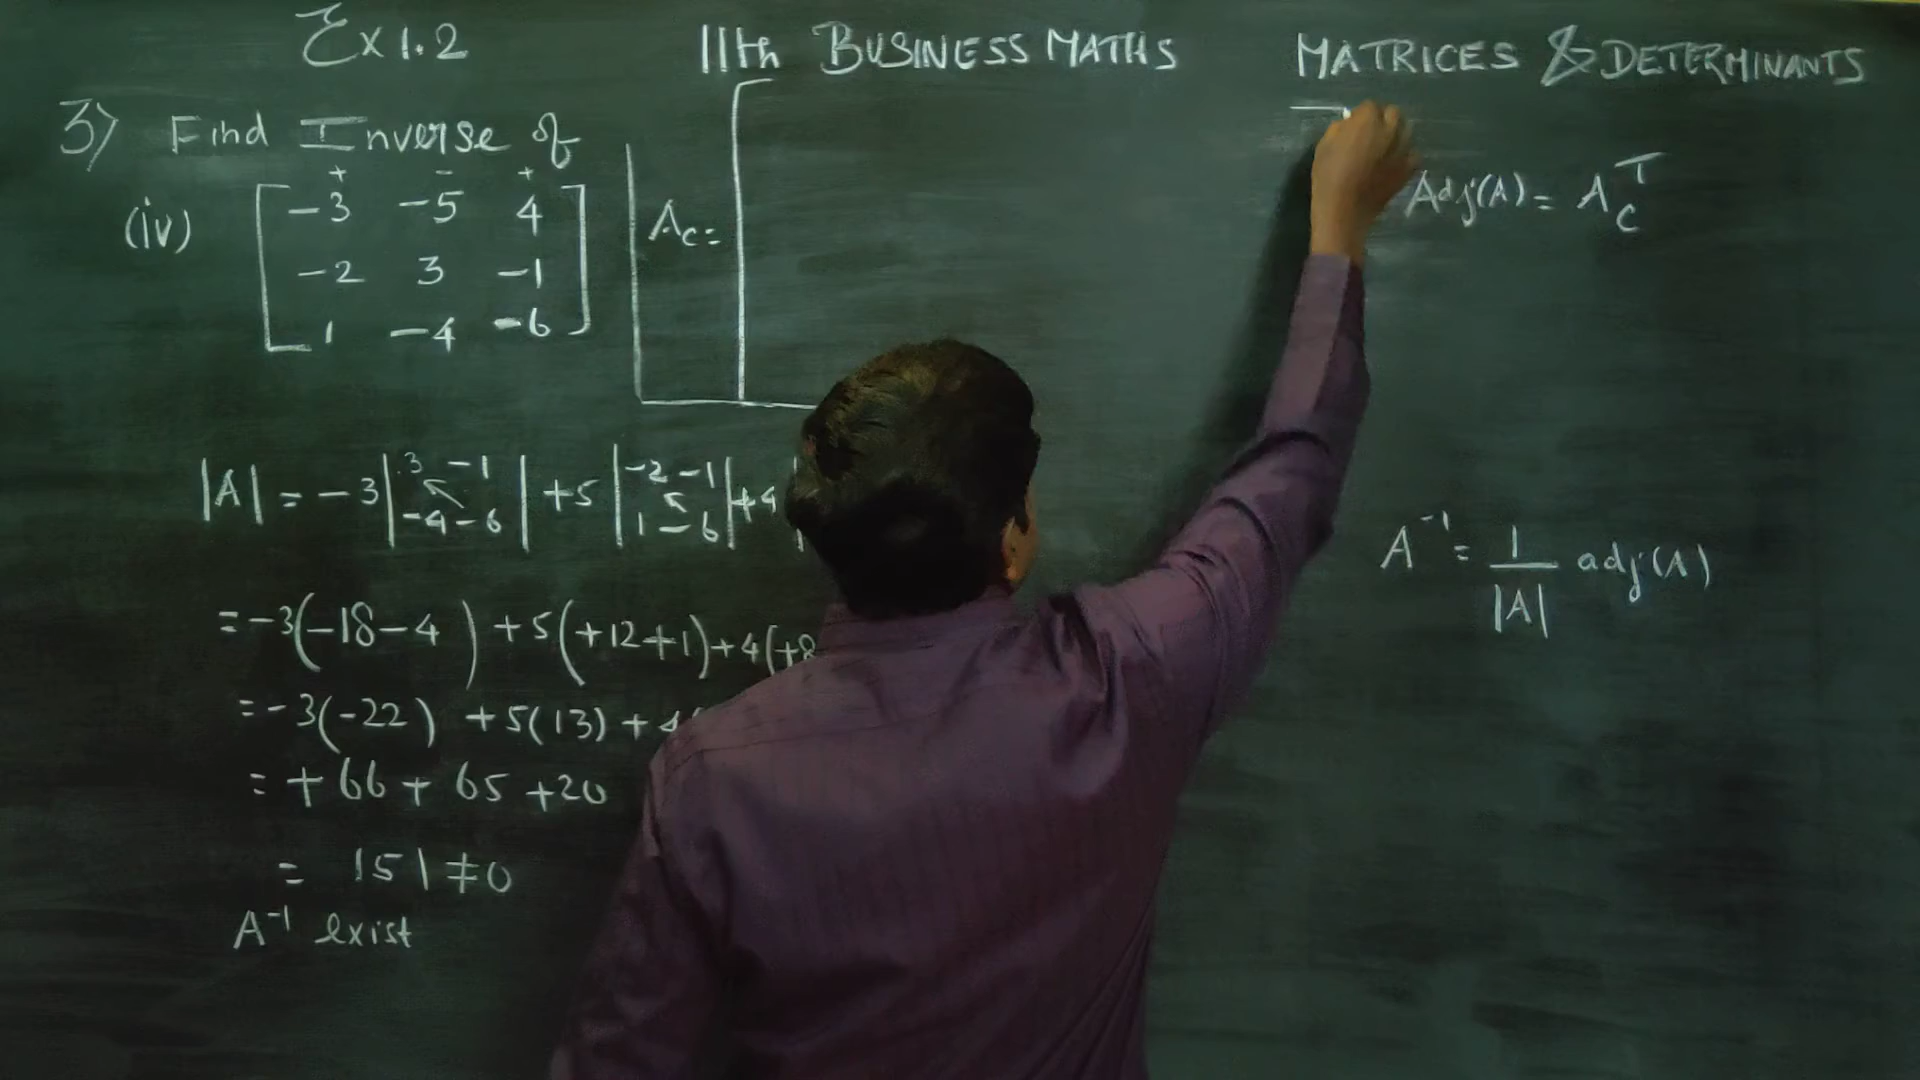 Ex 1.2 11th BUSINESS MATHS MATRICES & DETERMINANTS
3) Find Inverse of
+ - +
(iv) [ -3 -5 4
-2 3 -1
1 -4 -6 ]
Ac =
Adj(A) = Ac^T
|A| = -3 | 3 -1 | +5 | -2 -1 | +4
-4 -6 1 -6
= -3(-18-4) +5(+12+1)+4(+8
= -3(-22) +5(13)+4(
= +66+65+20
= 151≠0
A^-1 exist
A^-1 = 1/|A| adj(A)